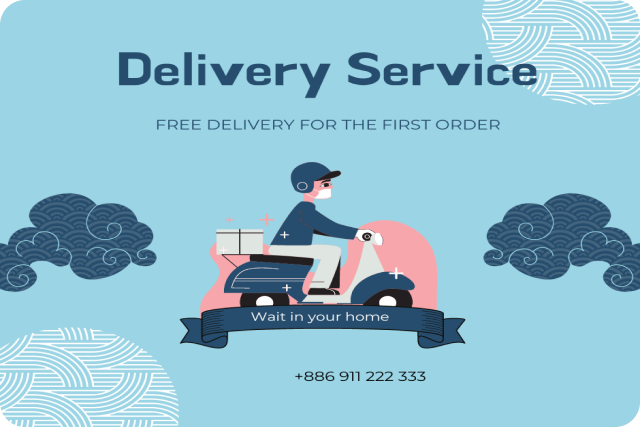 Delivery Service
FREE DELIVERY FOR THE FIRST ORDER
Wait in your home
+886 911 222 333